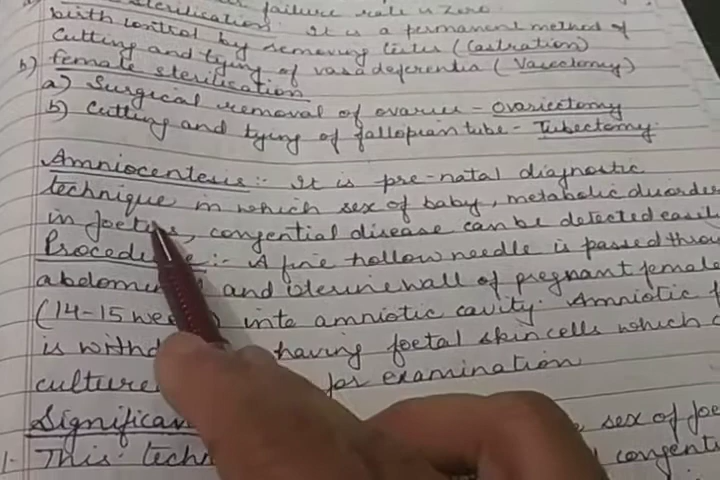 sterilization: failure rate is zero
birth control by removing testes (Castration) It is a permanent method of
Cutting and tying of vasa deferentia (Vasectomy)
b) female sterilisation
a) Surgical removal of ovaries - Ovariectomy
b) Cutting and tying of fallopian tube - Tubectomy
Amniocentesis :- It is pre-natal diagnostic
technique in which sex of baby, metabolic disorder
in foetus, congential disease can be detected easily
Procedure :- A fine hollow needle is passed through
abdominal and uterine wall of pregnant female
(14-15 week) into amniotic cavity. Amniotic
is withd having foetal skin cells which
culture for examination
Significan sex of foe
1. This techn congenti